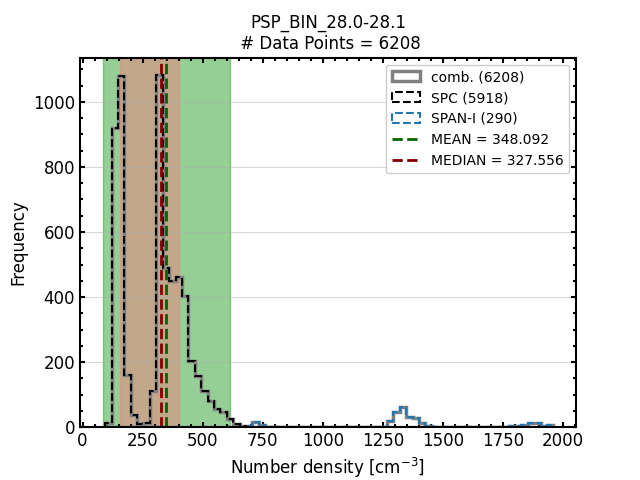 PSP_BIN_28.0-28.1
# Data Points = 6208
comb. (6208)
SPC (5918)
SPAN-I (290)
MEAN = 348.092
MEDIAN = 327.556
1000
800
600
400
200
0
Frequency
0 250 500 750 1000 1250 1500 1750 2000
Number density [cm⁻³]